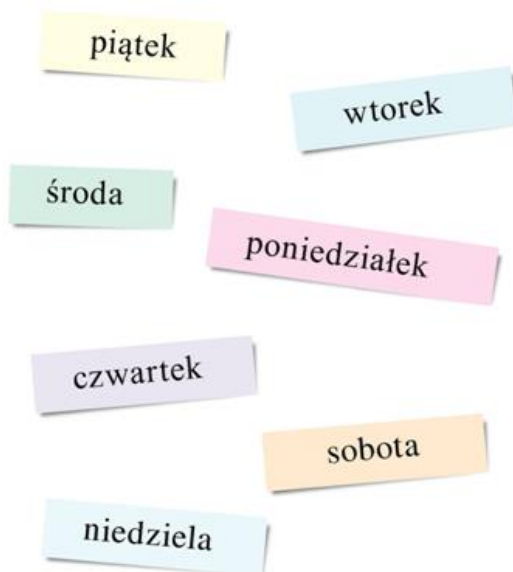 piątek
wtorek
środa
poniedziałek
czwartek
sobota
niedziela